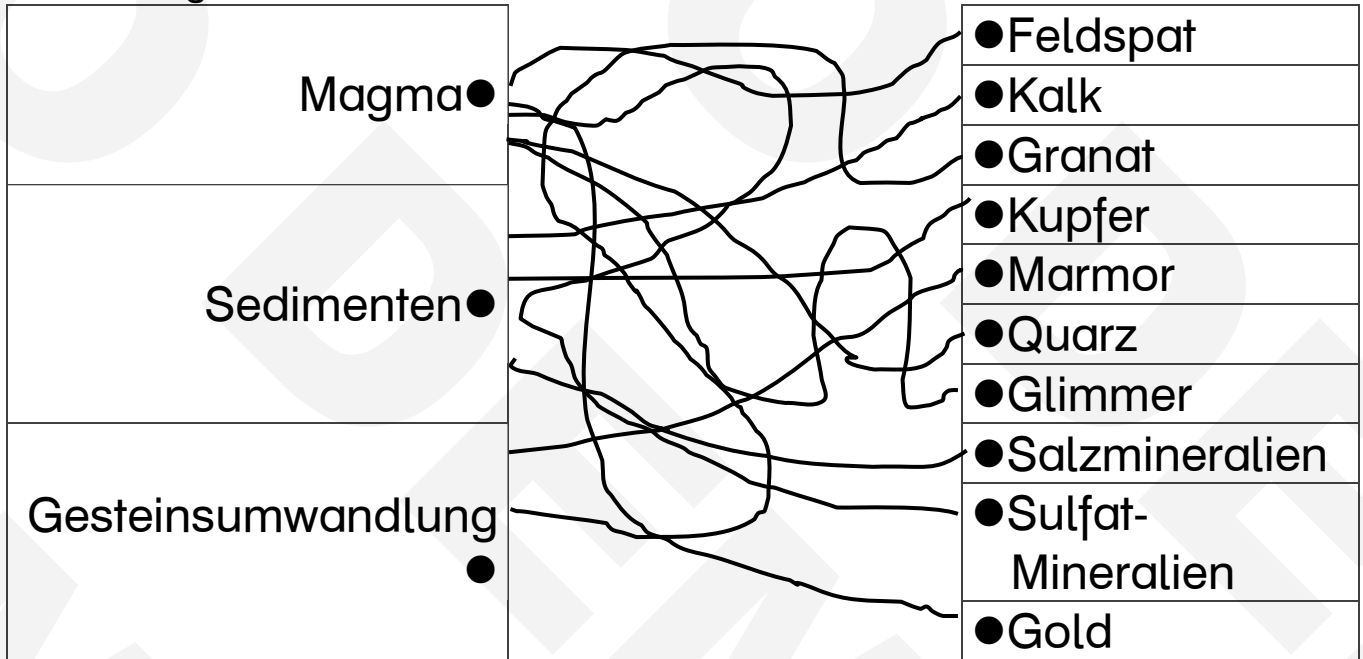 Magma
Sedimenten
Gesteinsumwandlung
Feldspat
Kalk
Granat
Kupfer
Marmor
Quarz
Glimmer
Salzmineralien
Sulfat-
Mineralien
Gold